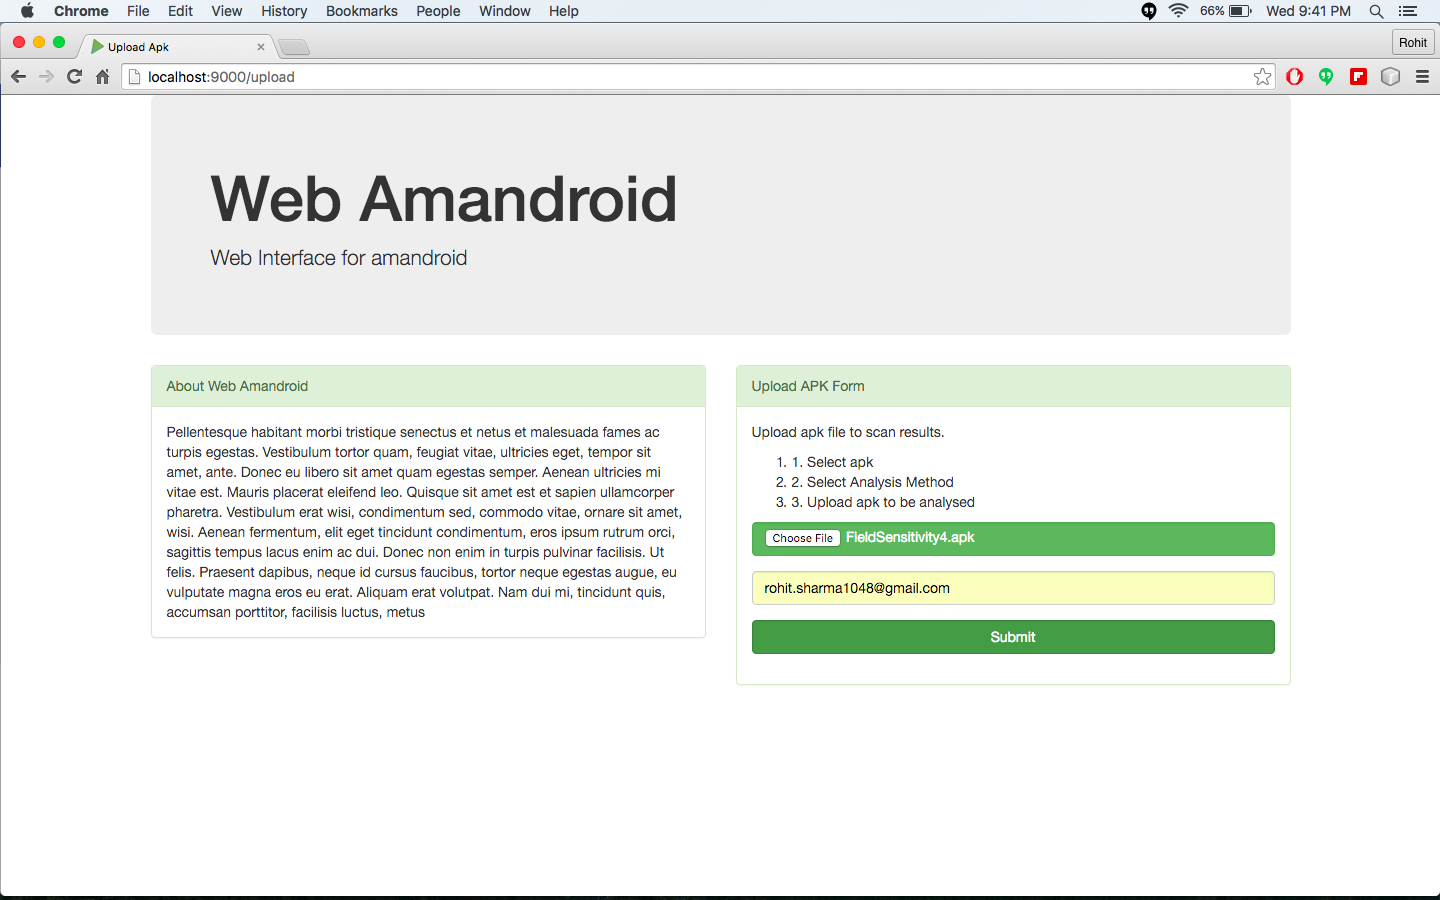 Chrome File Edit View History Bookmarks People Window Help 66% Wed 9:41 PM
Upload Apk Rohit
localhost:9000/upload
Web Amandroid
Web Interface for amandroid
About Web Amandroid
Pellentesque habitant morbi tristique senectus et netus et malesuada fames ac
turpis egestas. Vestibulum tortor quam, feugiat vitae, ultricies eget, tempor sit
amet, ante. Donec eu libero sit amet quam egestas semper. Aenean ultricies mi
vitae est. Mauris placerat eleifend leo. Quisque sit amet est et sapien ullamcorper
pharetra. Vestibulum erat wisi, condimentum sed, commodo vitae, ornare sit amet,
wisi. Aenean fermentum, elit eget tincidunt condimentum, eros ipsum rutrum orci,
sagittis tempus lacus enim ac dui. Donec non enim in turpis pulvinar facilisis. Ut
felis. Praesent dapibus, neque id cursus faucibus, tortor neque egestas augue, eu
vulputate magna eros eu erat. Aliquam erat volutpat. Nam dui mi, tincidunt quis,
accumsan porttitor, facilisis luctus, metus
Upload APK Form
Upload apk file to scan results.
1. 1. Select apk
2. 2. Select Analysis Method
3. 3. Upload apk to be analysed
Choose File FieldSensitivity4.apk
rohit.sharma1048@gmail.com
Submit